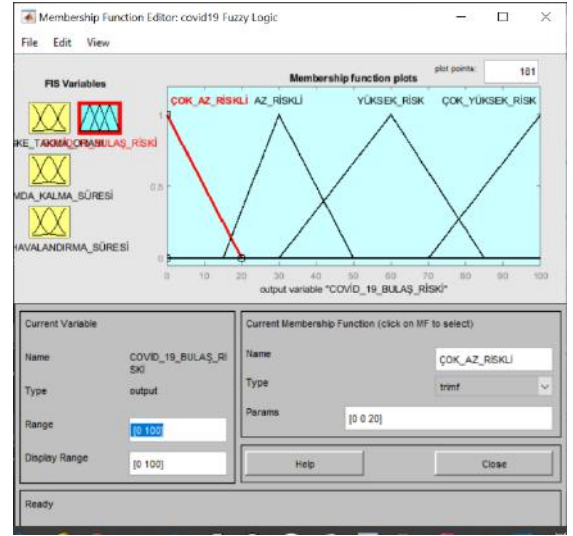 Membership Function Editor: covid19 Fuzzy Logic
File Edit View
FIS Variables
Membership function plots
plot points:
181
ÇOK_AZ_RİSKLİ AZ_RİSKLİ YÜKSEK_RİSK ÇOK_YÜKSEK_RİSK
1
0.5
0
0 10 20 30 40 50 60 70 80 90 100
output variable "COVİD_19_BULAŞ_RİSKİ"
MDA_KALMA_SÜRESİ
HAVALANDIRMA_SÜRESİ
Current Variable
Name
COVİD_19_BULAŞ_Rİ
SKİ
Type
output
Range
[0 100]
Display Range
[0 100]
Current Membership Function (click on MF to select)
Name
ÇOK_AZ_RİSKLİ
Type
trimf
Params
[0 0 20]
Help
Close
Ready